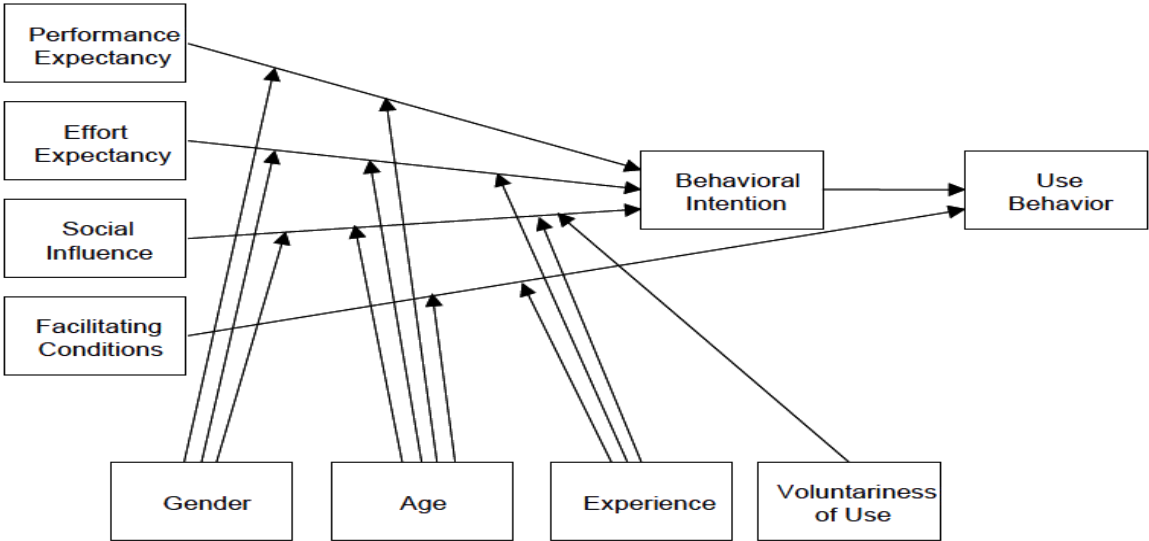 Performance
Expectancy
Effort
Expectancy
Social
Influence
Facilitating
Conditions
Behavioral
Intention
Use
Behavior
Gender
Age
Experience
Voluntariness
of Use